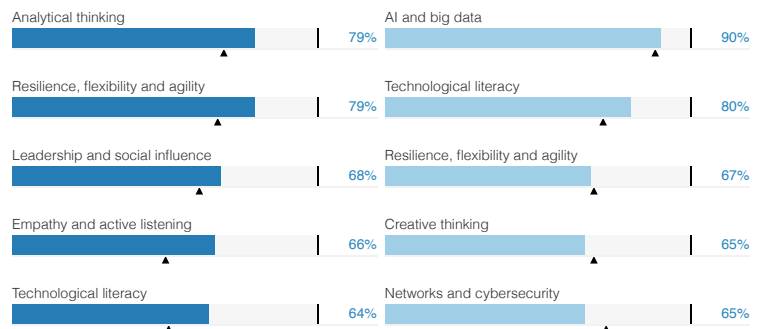 Analytical thinking
79%
Resilience, flexibility and agility
79%
Leadership and social influence
68%
Empathy and active listening
66%
Technological literacy
64%
AI and big data
90%
Technological literacy
80%
Resilience, flexibility and agility
67%
Creative thinking
65%
Networks and cybersecurity
65%